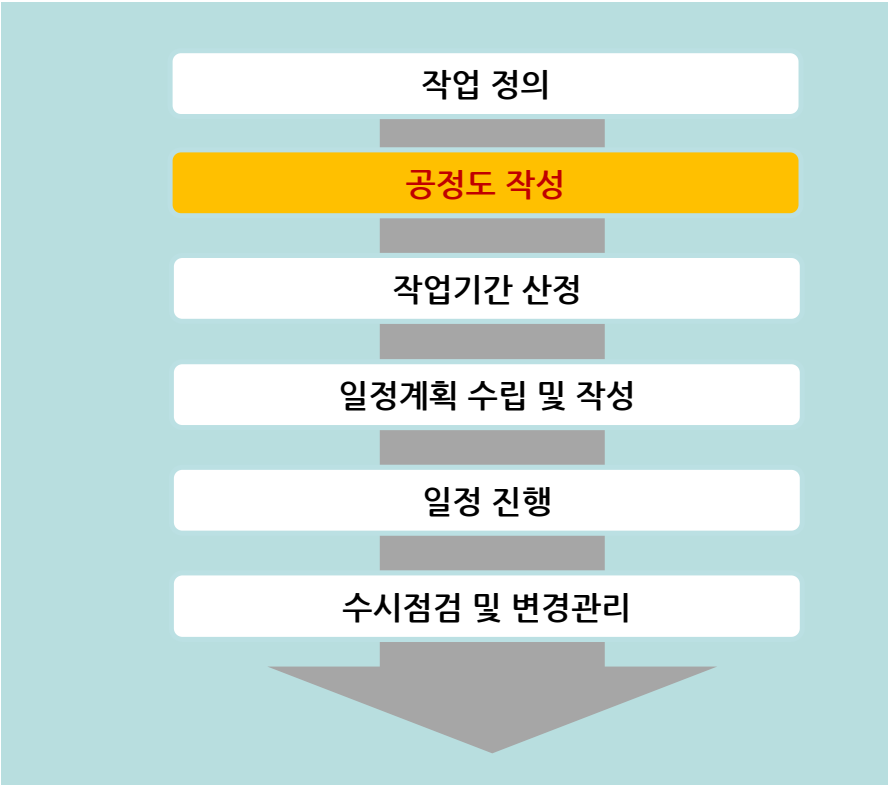 작업 정의
공정도 작성
작업기간 산정
일정계획 수립 및 작성
일정 진행
수시점검 및 변경관리